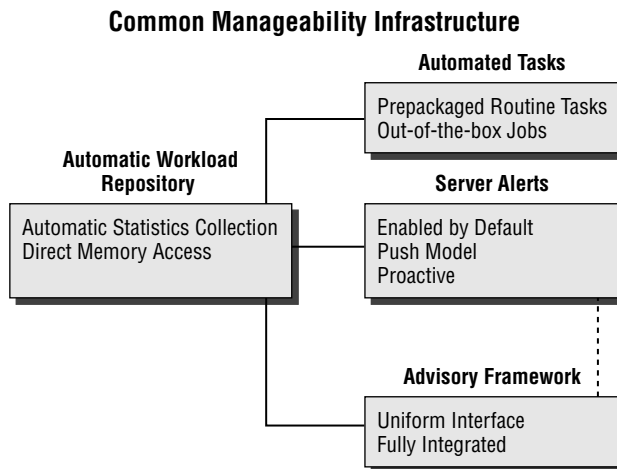 Common Manageability Infrastructure
Automated Tasks
Prepackaged Routine Tasks
Out-of-the-box Jobs
Automatic Workload
Repository
Automatic Statistics Collection
Direct Memory Access
Server Alerts
Enabled by Default
Push Model
Proactive
Advisory Framework
Uniform Interface
Fully Integrated